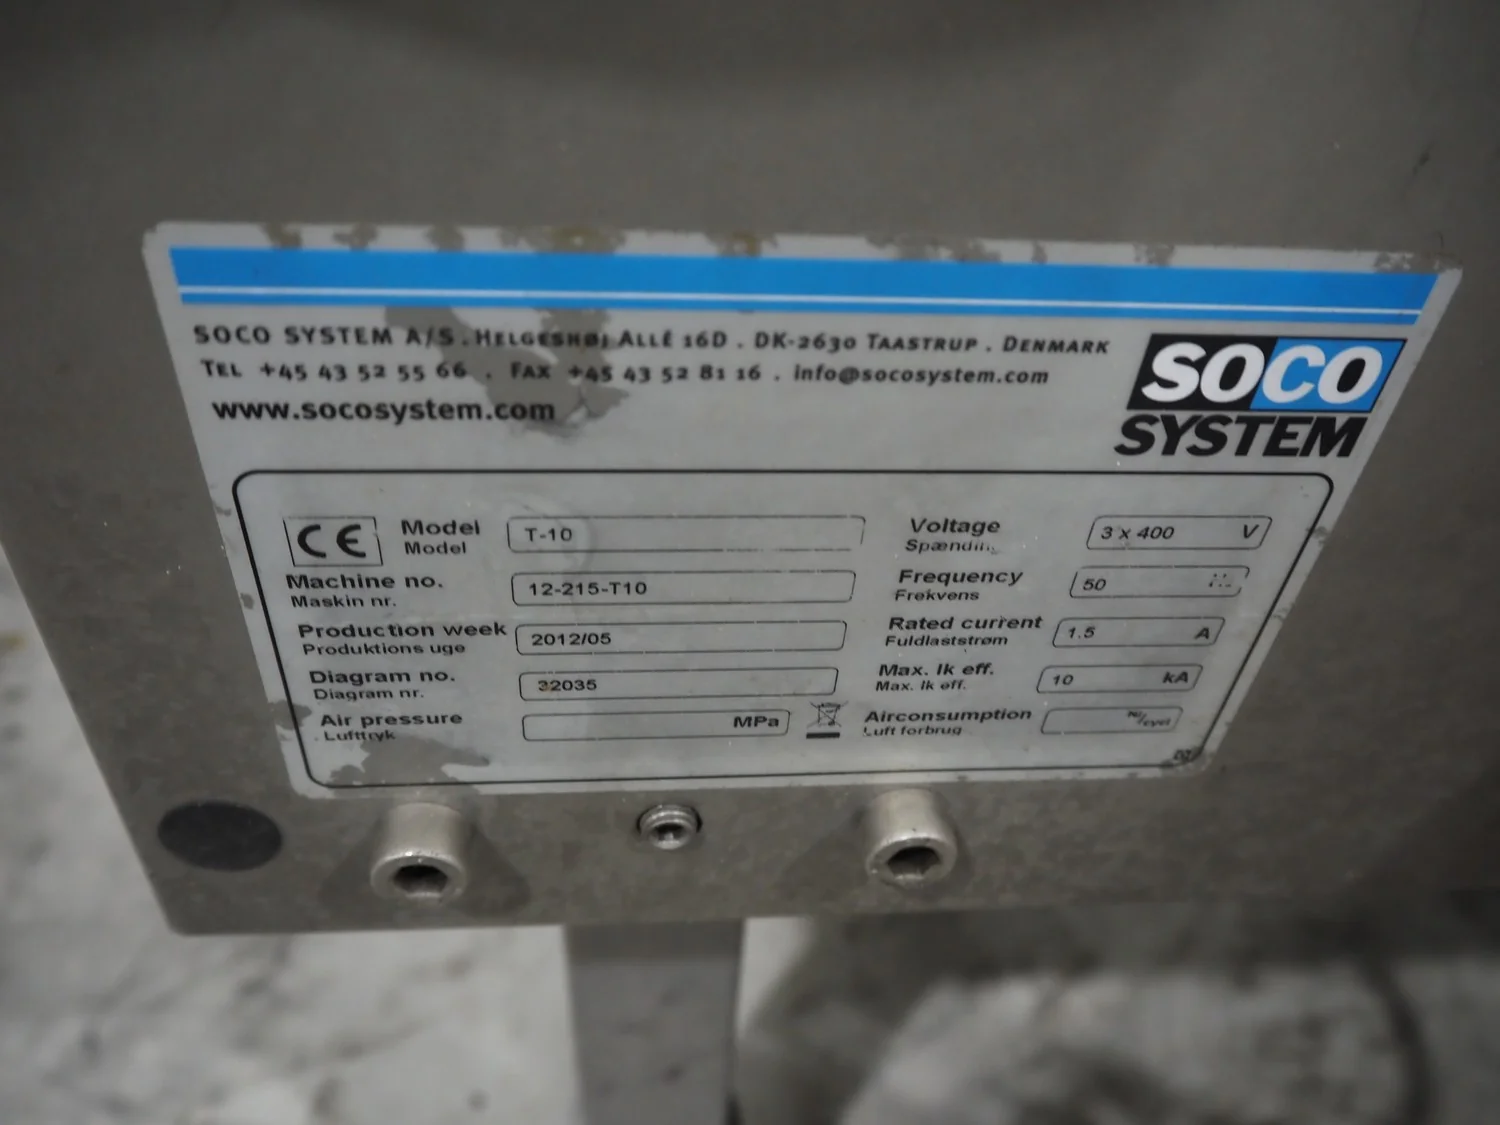 SOCO SYSTEM A/S . HELGESHØJ ALLÉ 16D . DK-2630 TAASTRUP . DENMARK
TEL +45 43 52 55 66 . FAX +45 43 52 81 16 . info@socosystem.com
www.socosystem.com
SOCO
SYSTEM
CE
Model
Model
T-10
Machine no.
Maskin nr.
12-215-T10
Production week
Produktions uge
2012/05
Diagram no.
Diagram nr.
32035
Air pressure
Lufttryk
MPa
Voltage
Spænding
3 x 400 V
Frequency
Frekvens
50
Rated current
Fuldlaststrøm
1.5 A
Max. Ik eff.
Max. Ik eff.
10 kA
Airconsumption
Luft forbrug